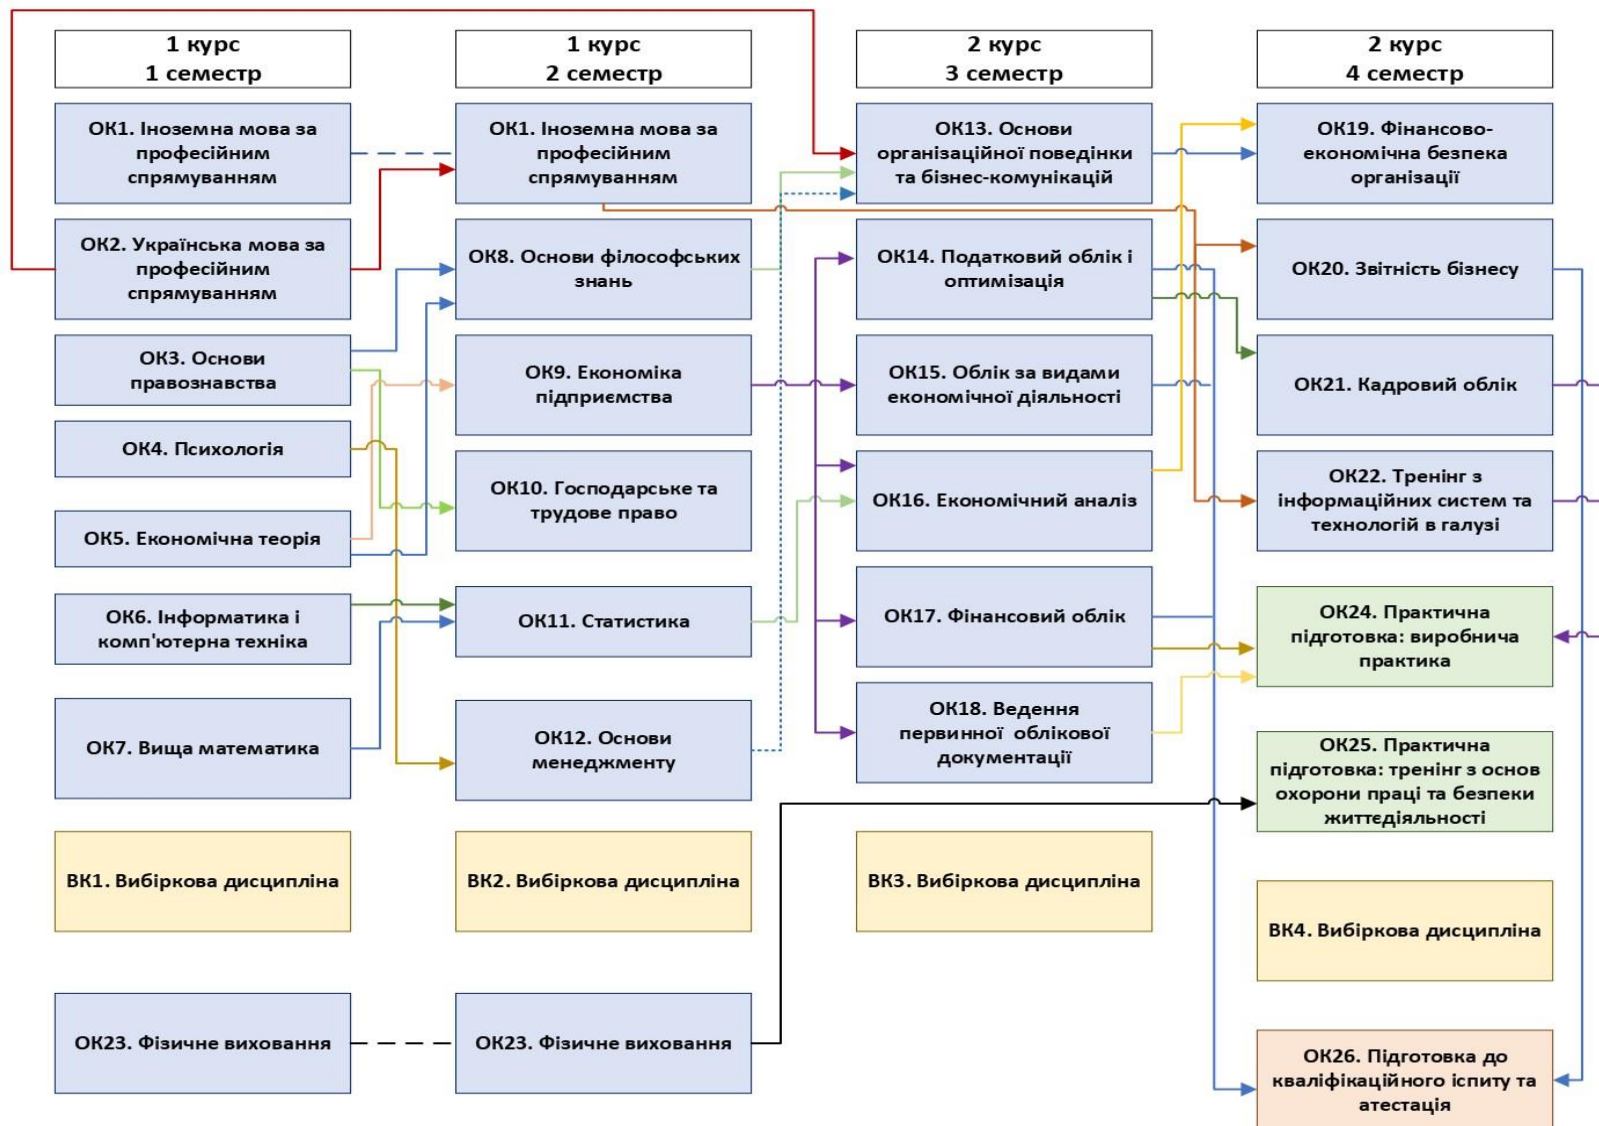 1 курс
1 семестр
ОК1. Іноземна мова за
професійним
спрямуванням
ОК2. Українська мова за
професійним
спрямуванням
ОК3. Основи
правознавства
ОК4. Психологія
ОК5. Економічна теорія
ОК6. Інформатика і
комп'ютерна техніка
ОК7. Вища математика
ВК1. Вибіркова дисципліна
ОК23. Фізичне виховання
1 курс
2 семестр
ОК1. Іноземна мова за
професійним
спрямуванням
ОК8. Основи філософських
знань
ОК9. Економіка
підприємства
ОК10. Господарське та
трудове право
ОК11. Статистика
ОК12. Основи
менеджменту
ВК2. Вибіркова дисципліна
ОК23. Фізичне виховання
2 курс
3 семестр
ОК13. Основи
організаційної поведінки
та бізнес-комунікацій
ОК14. Податковий облік і
оптимізація
ОК15. Облік за видами
економічної діяльності
ОК16. Економічний аналіз
ОК17. Фінансовий облік
ОК18. Ведення
первинної облікової
документації
ВК3. Вибіркова дисципліна
2 курс
4 семестр
ОК19. Фінансово-
економічна безпека
організації
ОК20. Звітність бізнесу
ОК21. Кадровий облік
ОК22. Тренінг з
інформаційних систем та
технологій в галузі
ОК24. Практична
підготовка: виробнича
практика
ОК25. Практична
підготовка: тренінг з основ
охорони праці та безпеки
життєдіяльності
ВК4. Вибіркова дисципліна
ОК26. Підготовка до
кваліфікаційного іспиту та
атестація